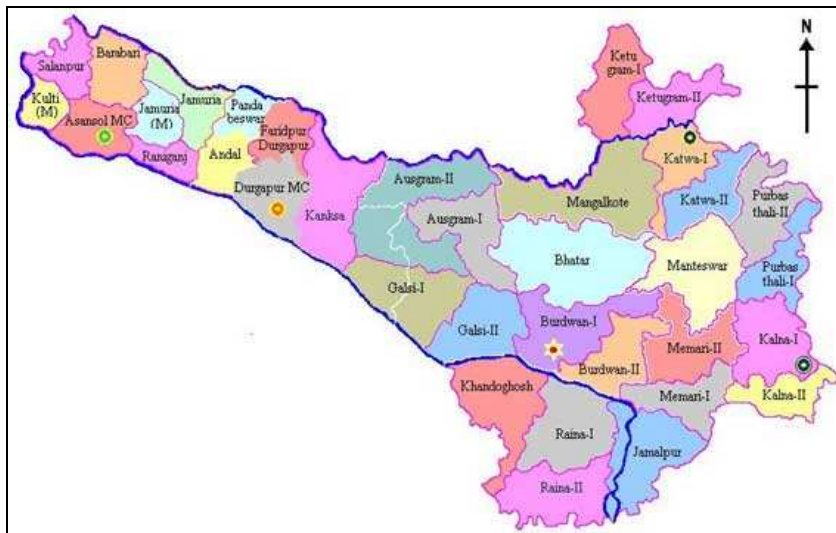 N
Ketu
gram-I
Ketugram-II
Salanpur
Barabari
Kulti
(M)
Asansol MC
Jamuria
(M)
Jamuria
Panda
beswar
Faridpur
Durgapur
Raniganj
Andal
Durgapur MC
Kanksa
Ausgram-II
Ausgram-I
Mangalkote
Katwa-I
Katwa-II
Purbas
thali-II
Purbas
thali-I
Bhatar
Manteswar
Galsi-I
Galsi-II
Burdwan-I
Burdwan-II
Memari-II
Kalna-I
Kalna-II
Memari-I
Khandoghosh
Raina-I
Jamalpur
Raina-II